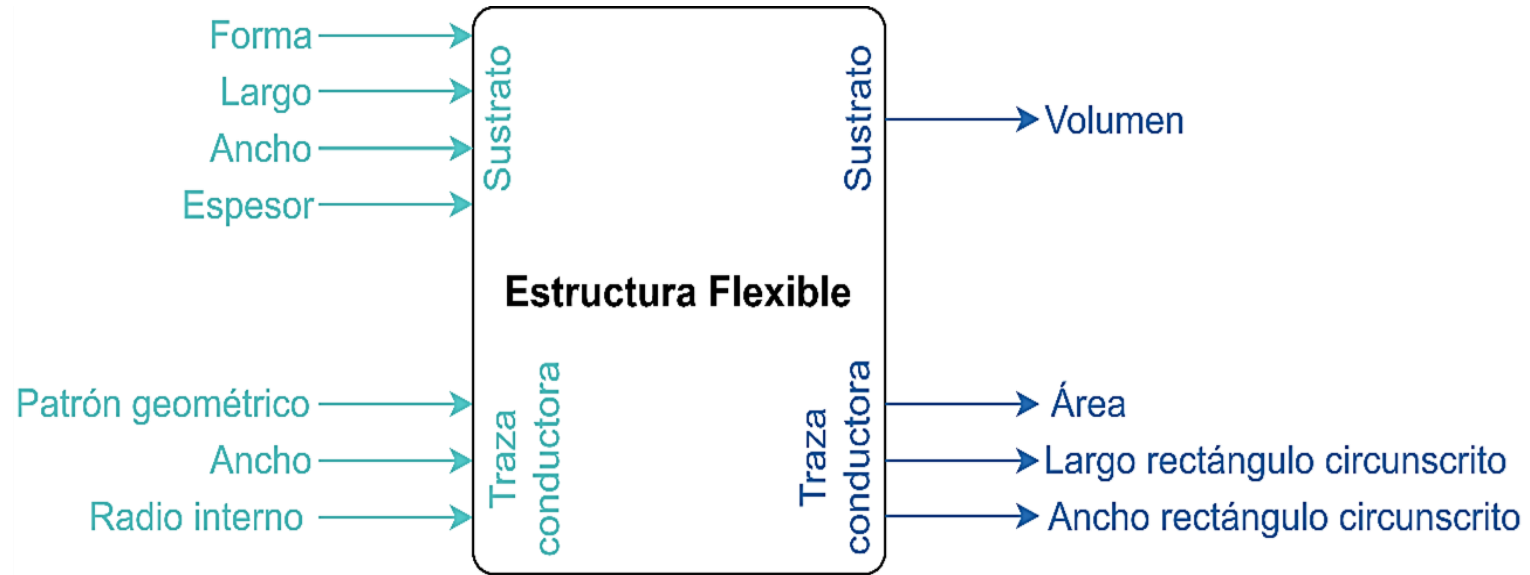 Forma
Largo
Ancho
Espesor
Sustrato
Sustrato
Volumen
Estructura Flexible
Patrón geométrico
Ancho
Radio interno
Traza
conductora
Traza
conductora
Área
Largo rectángulo circunscrito
Ancho rectángulo circunscrito